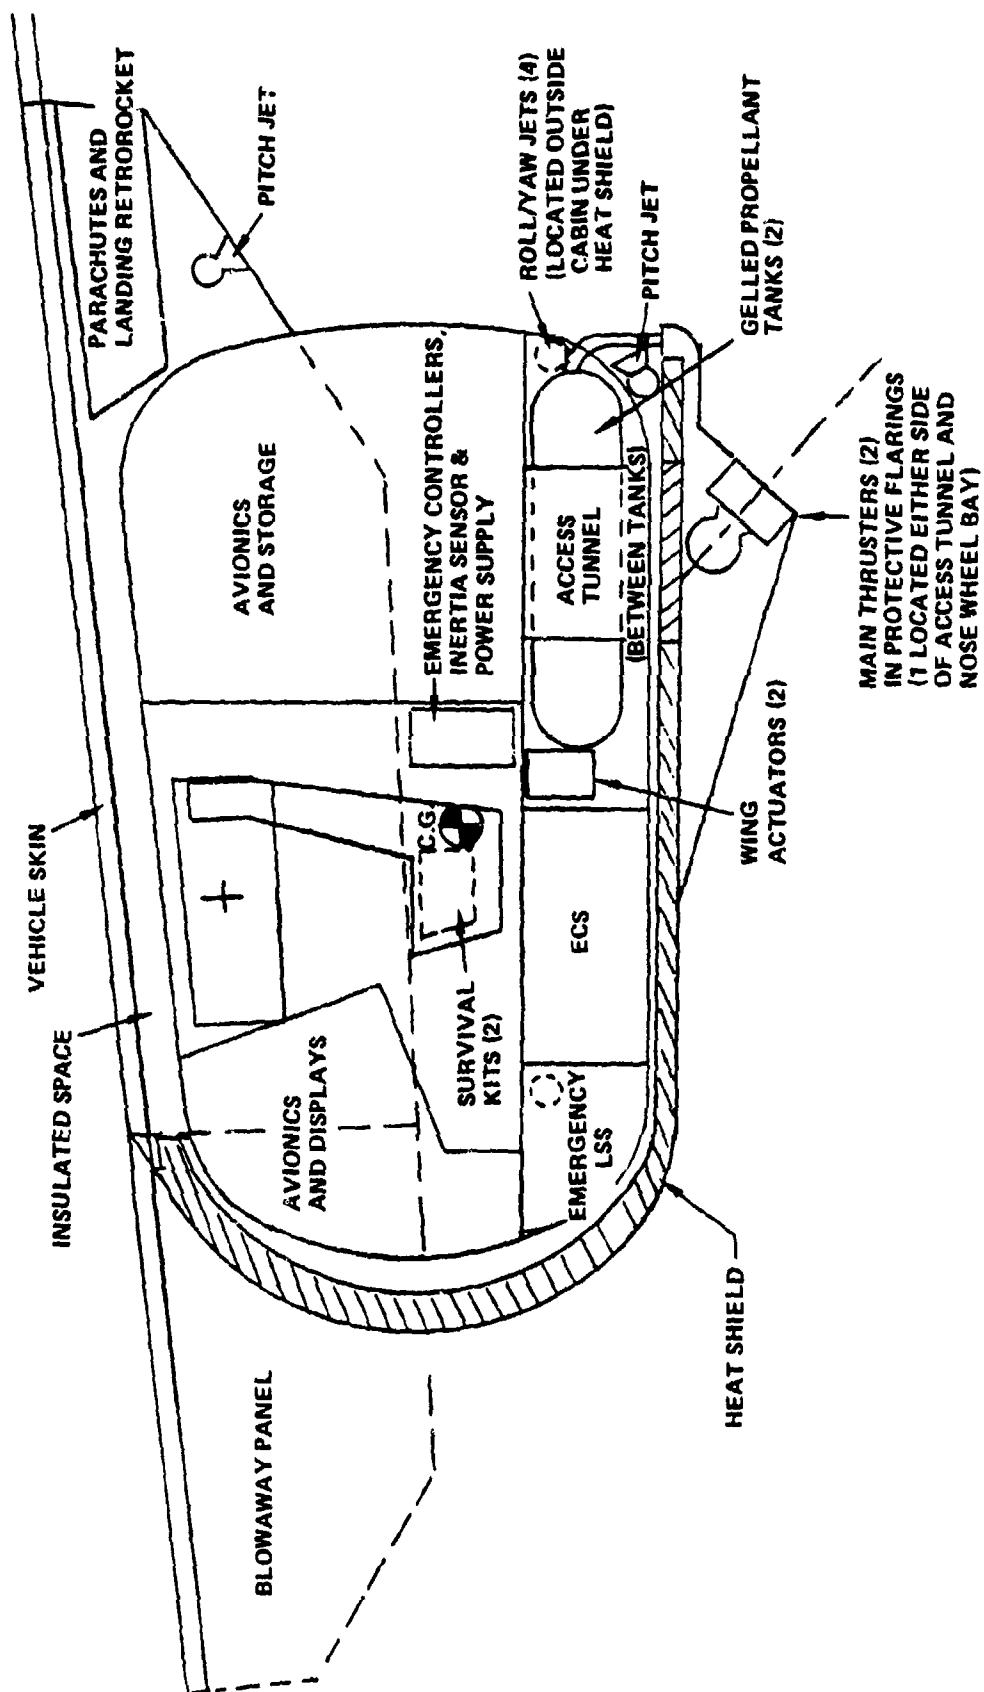 VEHICLE SKIN
INSULATED SPACE
BLOWAWAY PANEL
PARACHUTES AND
LANDING RETROROCKET
PITCH JET
AVIONICS
AND STORAGE
AVIONICS
AND DISPLAYS
C.G.
SURVIVAL
KITS (2)
EMERGENCY CONTROLLERS,
INERTIA SENSOR &
POWER SUPPLY
ROLL/YAW JETS (4)
(LOCATED OUTSIDE
CABIN UNDER
HEAT SHIELD)
PITCH JET
EMERGENCY
LSS
ECS
ACCESS
TUNNEL
(BETWEEN TANKS)
GELLED PROPELLANT
TANKS (2)
HEAT SHIELD
WING
ACTUATORS (2)
MAIN THRUSTERS (2)
IN PROTECTIVE FLARINGS
(1 LOCATED EITHER SIDE
OF ACCESS TUNNEL AND
NOSE WHEEL BAY)